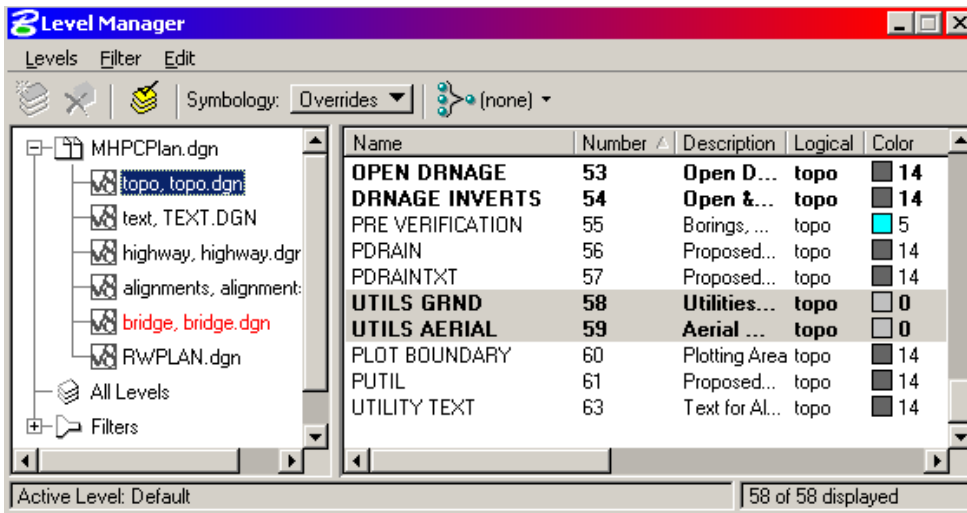 Level Manager
Levels Filter Edit
Symbology: Overrides (none)
MHPCPlan.dgn
topo, topo.dgn
text, TEXT.DGN
highway, highway.dgr
alignments, alignment:
bridge, bridge.dgn
RWPLAN.dgn
All Levels
Filters
Name Number Description Logical Color
OPEN DRNAGE 53 Open D... topo 14
DRNAGE INVERTS 54 Open &... topo 14
PRE VERIFICATION 55 Borings, ... topo 5
PDRAIN 56 Proposed... topo 14
PDRAINTXT 57 Proposed... topo 14
UTILS GRND 58 Utilities... topo 0
UTILS AERIAL 59 Aerial ... topo 0
PLOT BOUNDARY 60 Plotting Area topo 14
PUTIL 61 Proposed... topo 14
UTILITY TEXT 63 Text for Al... topo 14
Active Level: Default
58 of 58 displayed